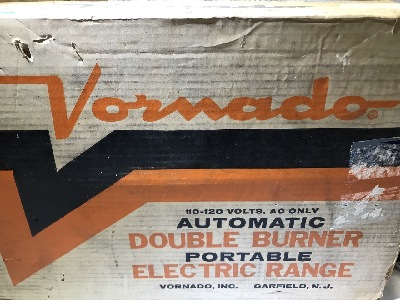 Vornado®
110-120 VOLTS, AC ONLY
AUTOMATIC
DOUBLE BURNER
PORTABLE
ELECTRIC RANGE
VORNADO, INC. GARFIELD, N.J.